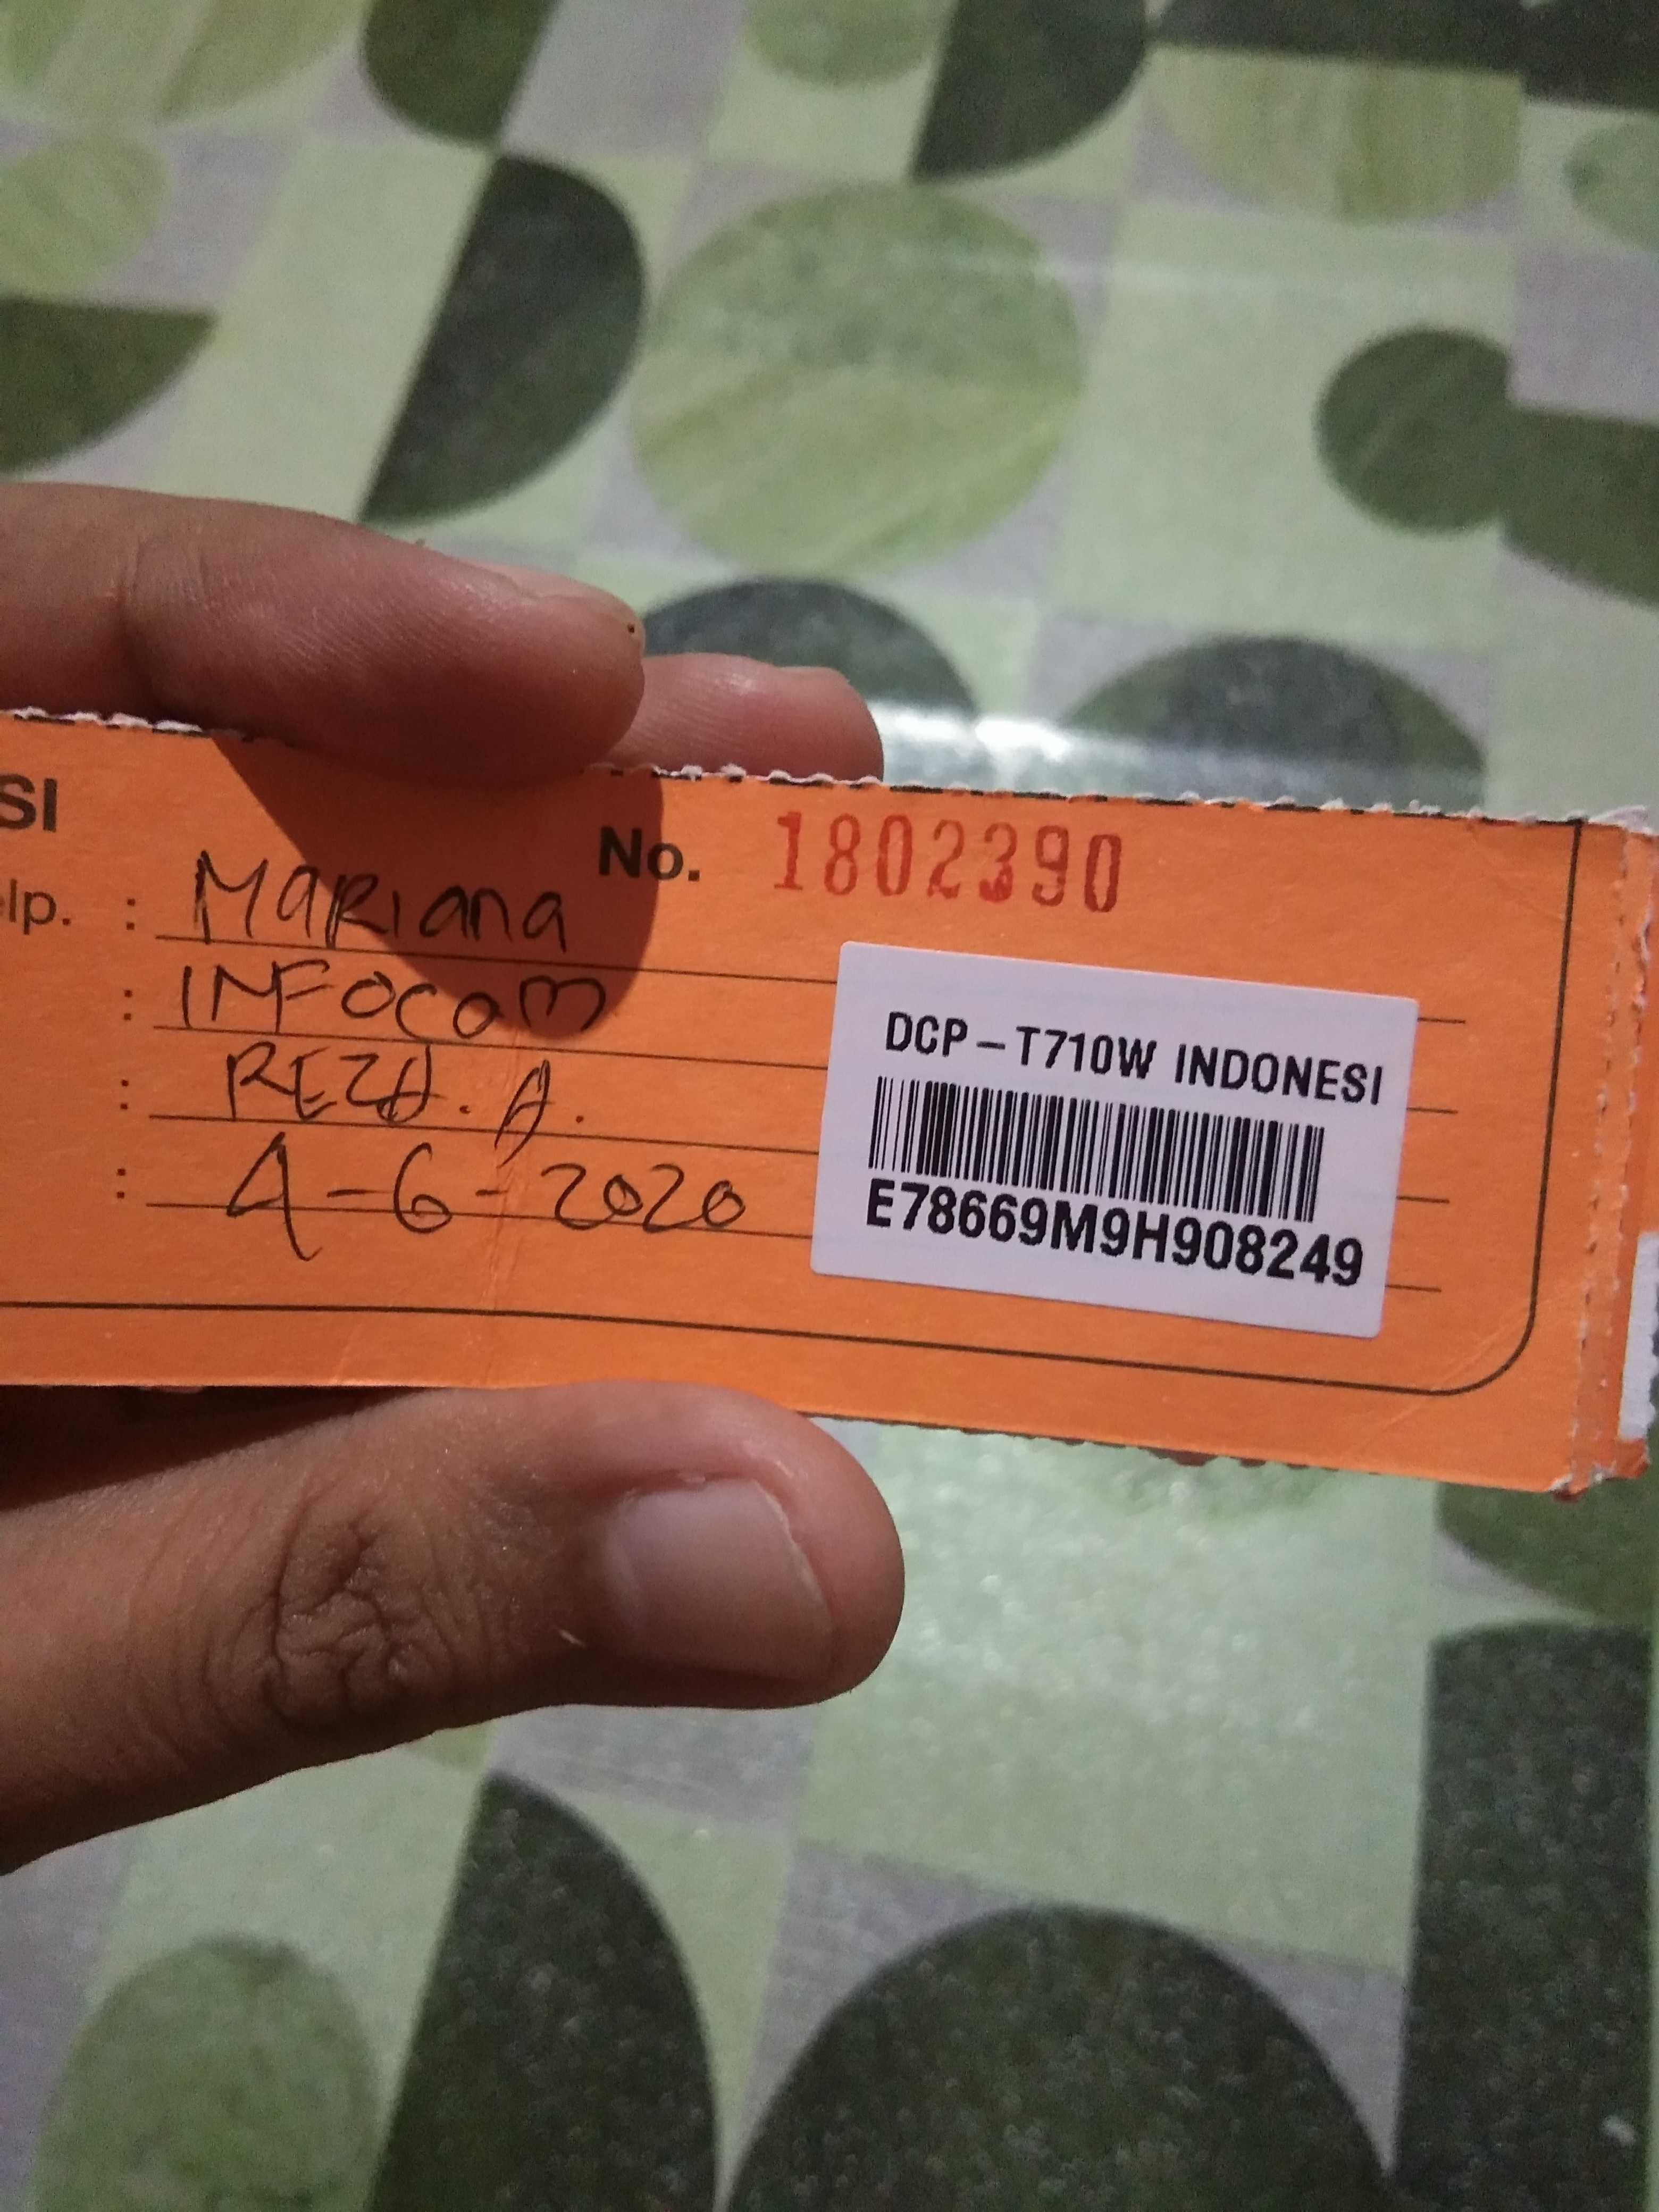 SI
No. 1802390
elp. : Mariana
: INFOCOM
: REZA. A.
: 4-6-2020
DCP-T710W INDONESI
E78669M9H908249